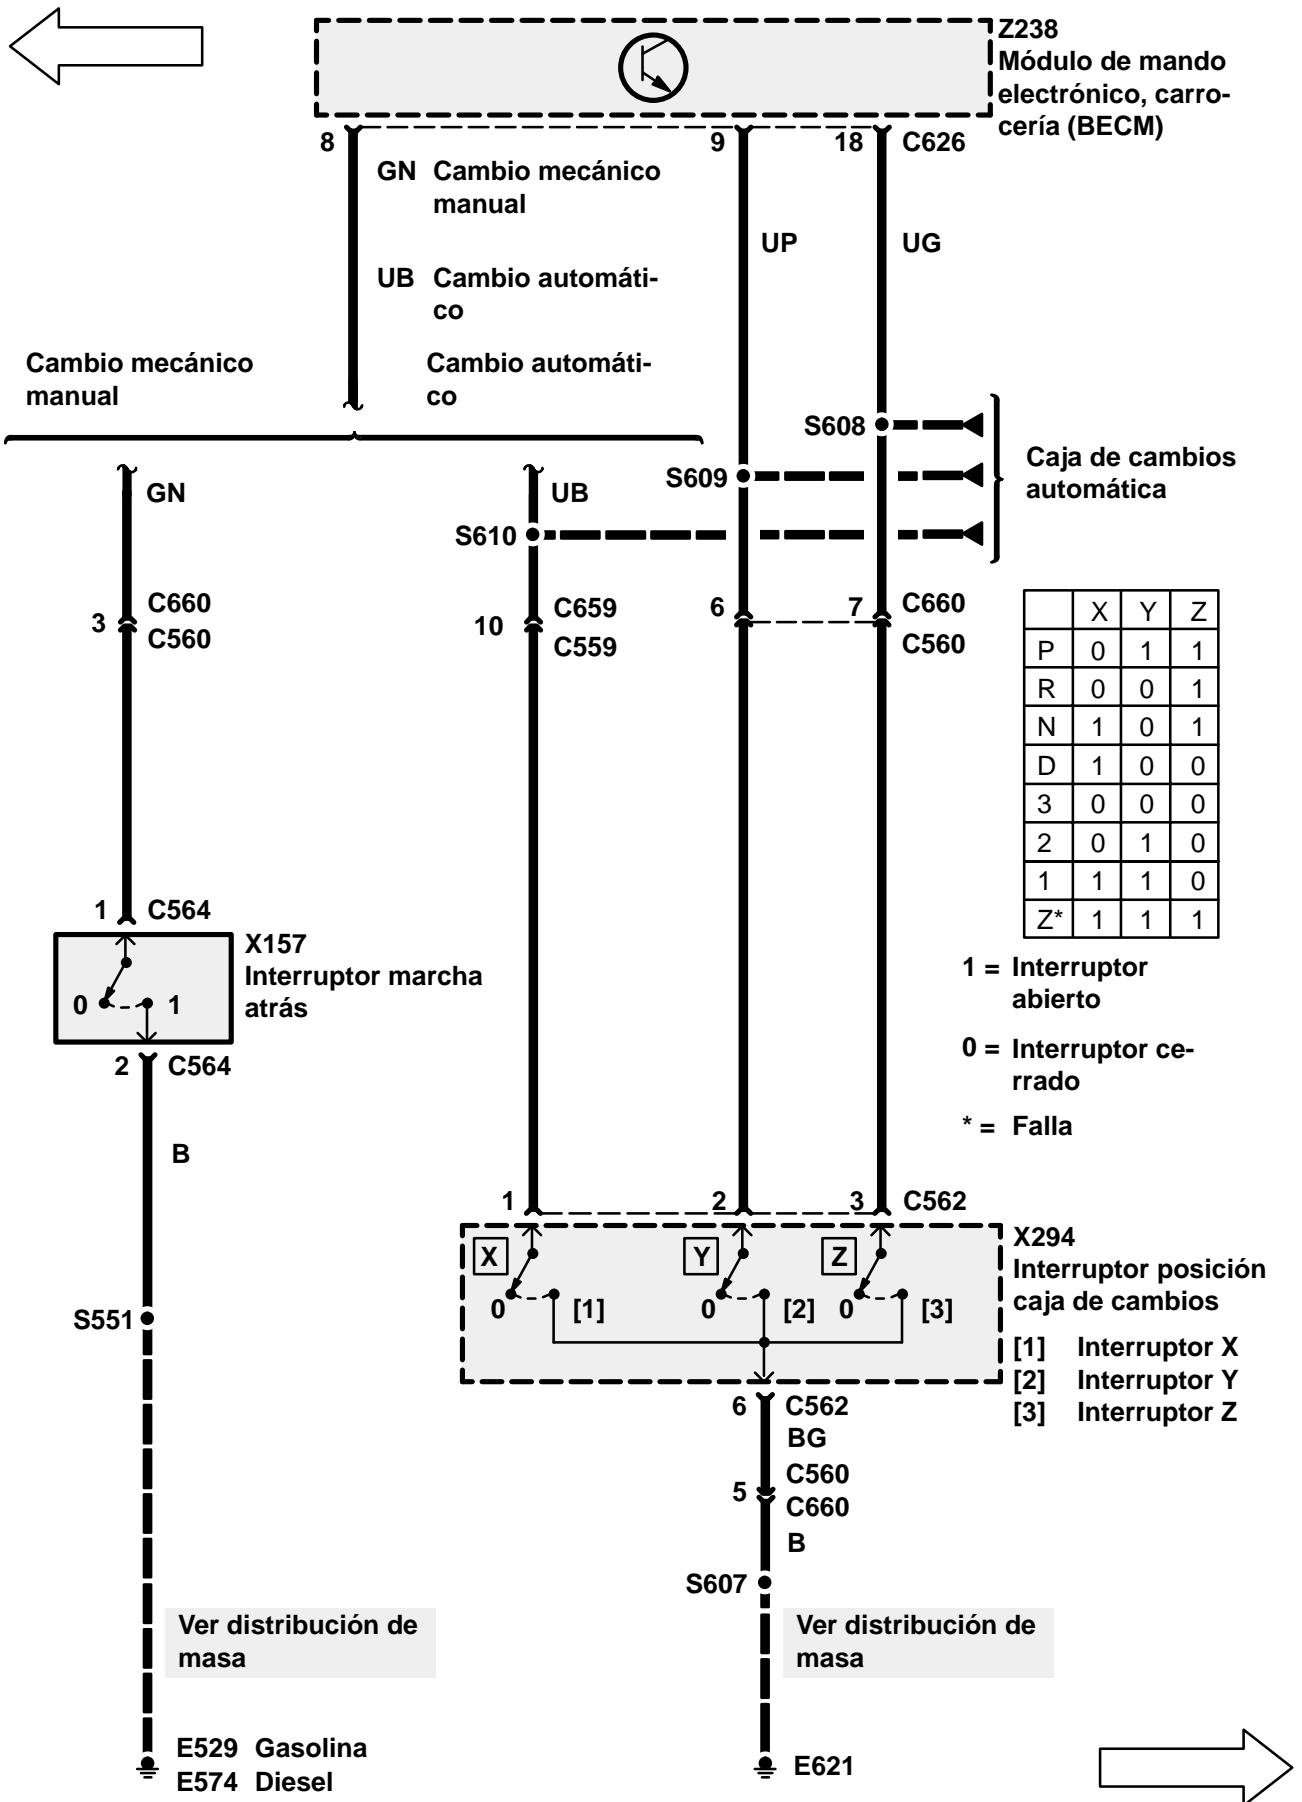 Z238
Módulo de mando
electrónico, carro-
cería (BECM)
8
9
18
C626
GN Cambio mecánico
manual
UP
UG
UB Cambio automáti-
co
Cambio mecánico
manual
Cambio automáti-
co
S608
S609
S610
Caja de cambios
automática
GN
UB
3
C660
C560
10
C659
C559
6
7
C660
C560
X Y Z
P 0 1 1
R 0 0 1
N 1 0 1
D 1 0 0
3 0 0 0
2 0 1 0
1 1 1 0
Z* 1 1 1
1 = Interruptor
abierto
0 = Interruptor ce-
rrado
* = Falla
1 C564
X157
Interruptor marcha
atrás
0 1
2 C564
B
1
2
3
C562
X
Y
Z
0 [1]
0 [2]
0 [3]
X294
Interruptor posición
caja de cambios
[1] Interruptor X
[2] Interruptor Y
[3] Interruptor Z
S551
6 C562
BG
5
C560
C660
B
S607
Ver distribución de
masa
Ver distribución de
masa
E529 Gasolina
E574 Diesel
E621